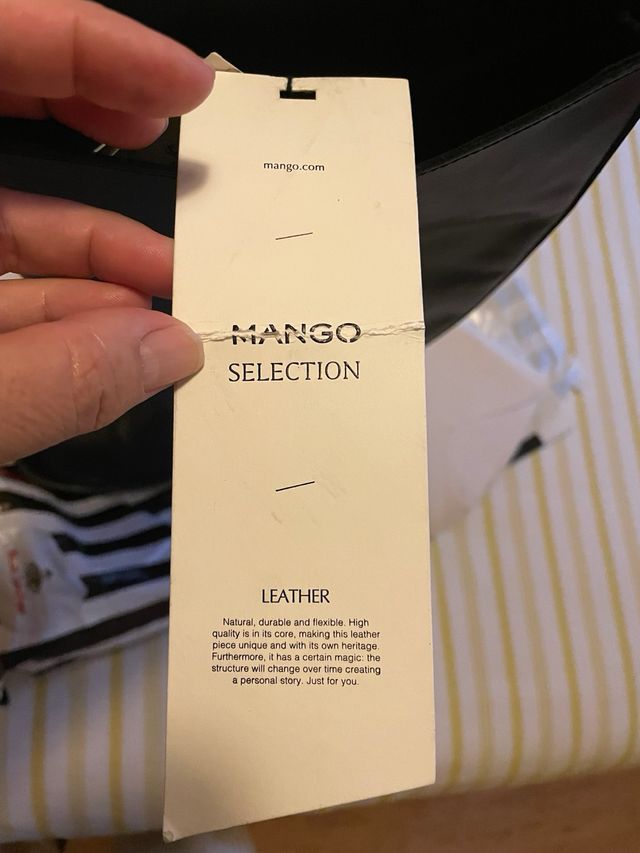 mango.com
MANGO
SELECTION
LEATHER
Natural, durable and flexible. High
quality is in its core, making this leather
piece unique and with its own heritage.
Furthermore, it has a certain magic: the
structure will change over time creating
a personal story. Just for you.